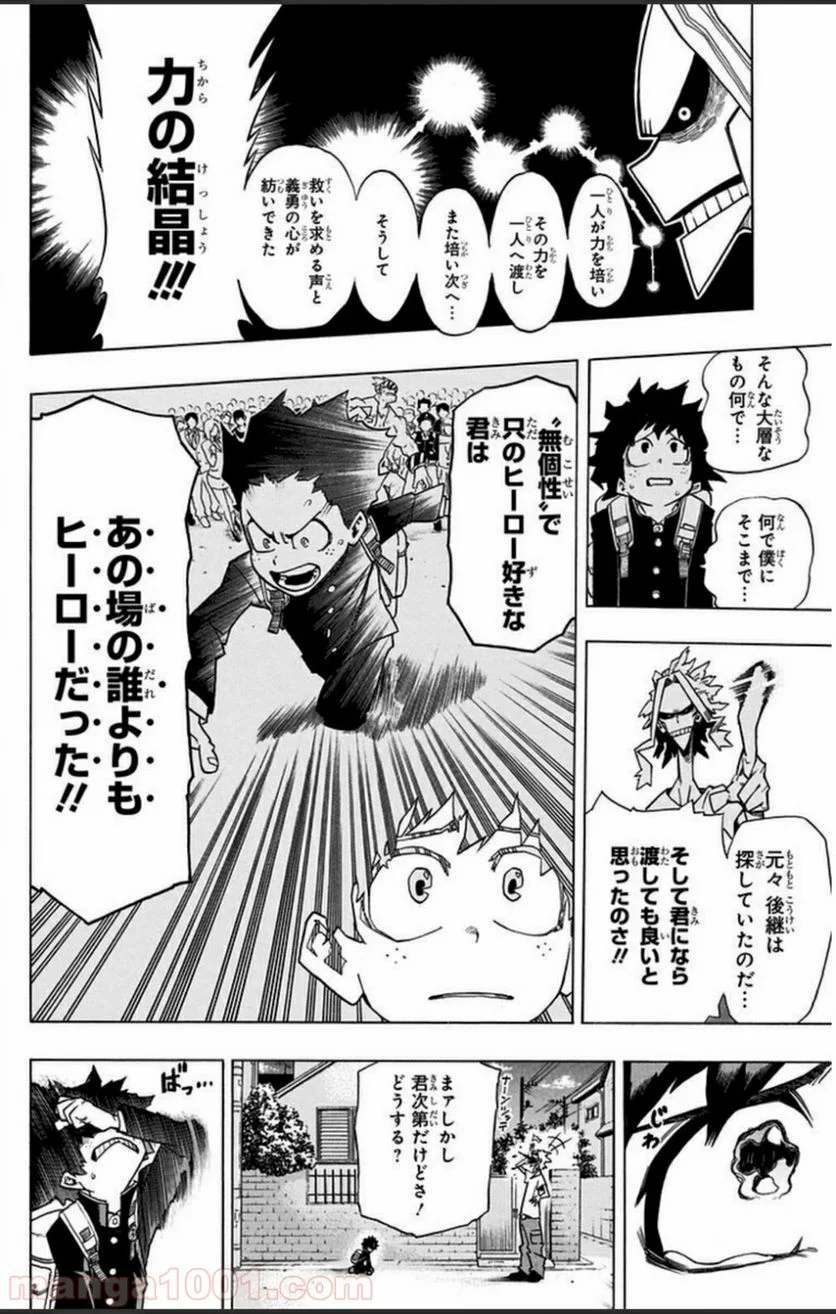 一人が力を培い
その力を
一人へ渡し
また培い次へ…
そうして
救いを求める声と
義勇の心が
紡いできた
力の結晶!!!
そんな大層な
もの何で…
何で僕に
そこまで…
元々後継は
探していたのだ…
そして君になら
渡しても良いと
思ったのさ!!
〝無個性〟で
只のヒーロー好きな
君は
あの場の誰よりも
ヒーローだった!!
じわ
ナーンツッテ
まァしかし
君次第だけどさ!
どうする?
ばっ…
manga1001.com